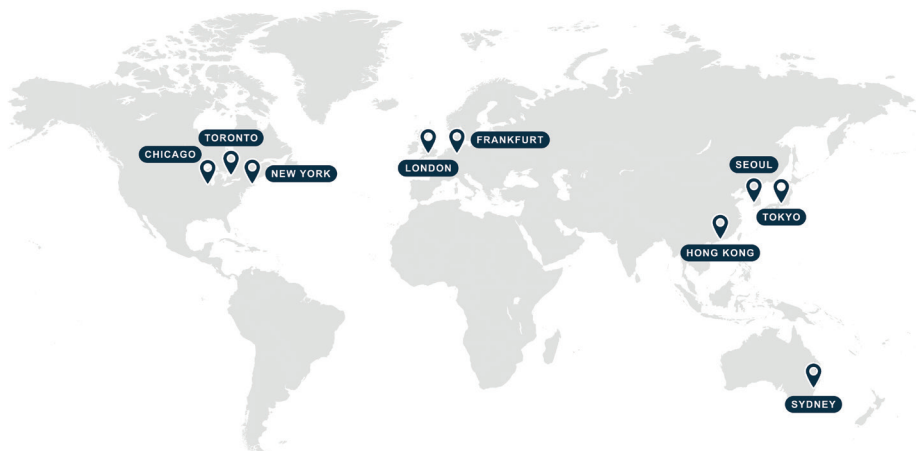 TORONTO
CHICAGO
NEW YORK
LONDON
FRANKFURT
SEOUL
TOKYO
HONG KONG
SYDNEY